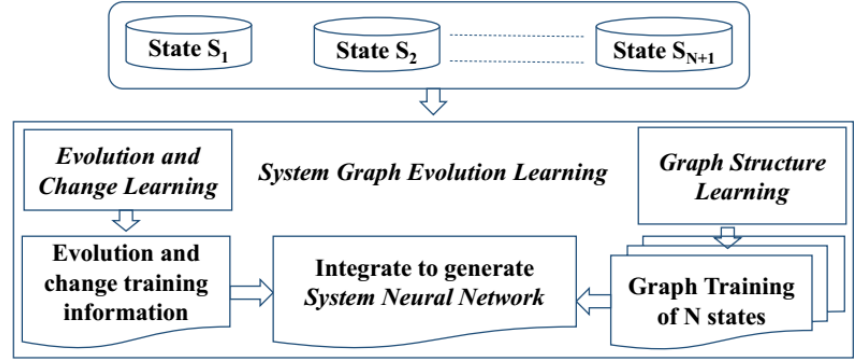 State S1
State S2
State SN+1
Evolution and
Change Learning
System Graph Evolution Learning
Graph Structure
Learning
Evolution and
change training
information
Integrate to generate
System Neural Network
Graph Training
of N states